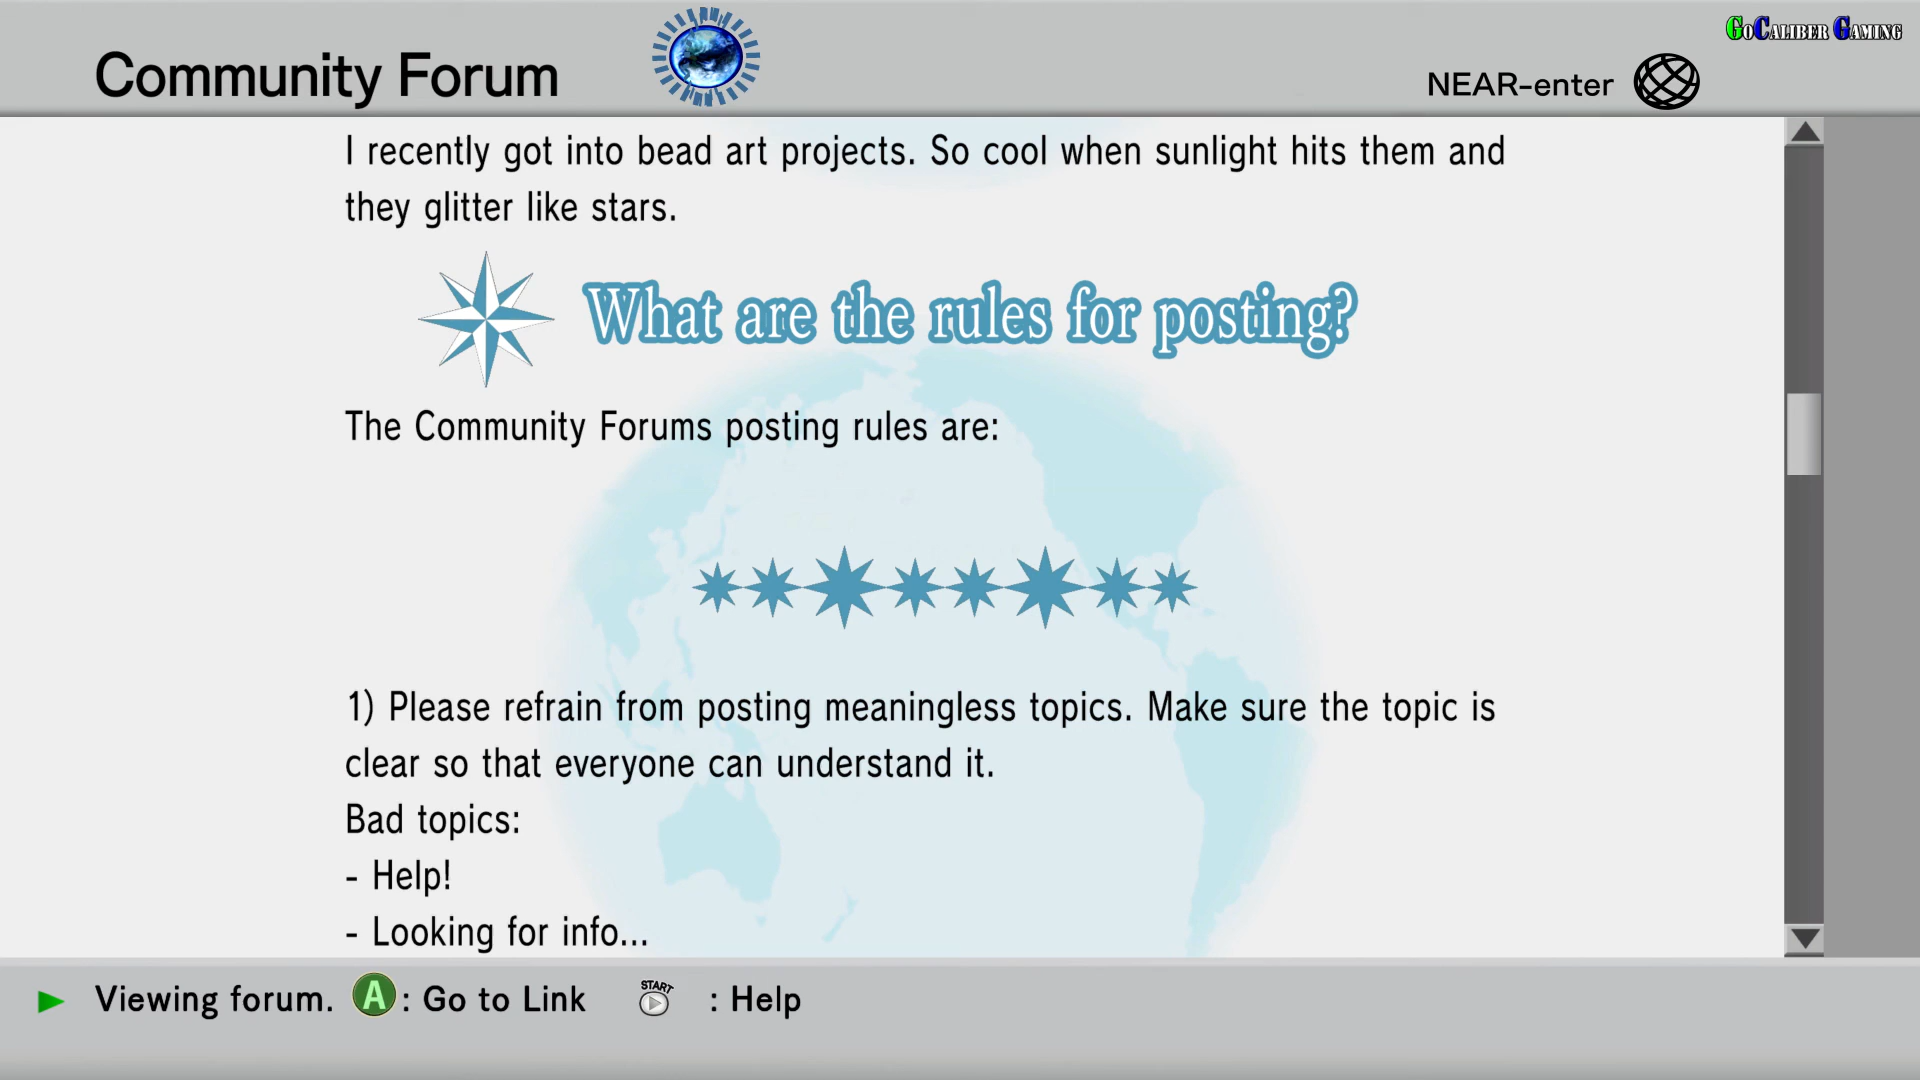 GoCaliber Gaming
Community Forum
NEAR-enter
I recently got into bead art projects. So cool when sunlight hits them and
they glitter like stars.
What are the rules for posting?
The Community Forums posting rules are:
1) Please refrain from posting meaningless topics. Make sure the topic is
clear so that everyone can understand it.
Bad topics:
- Help!
- Looking for info...
Viewing forum. A : Go to Link START : Help